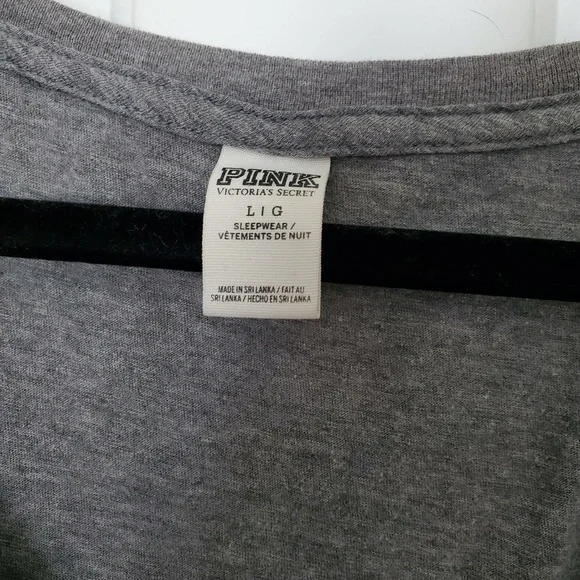 PINK
VICTORIA'S SECRET
L | G
SLEEPWEAR /
VÊTEMENTS DE NUIT
MADE IN SRI LANKA / FAIT AU
SRI LANKA / HECHO EN SRI LANKA